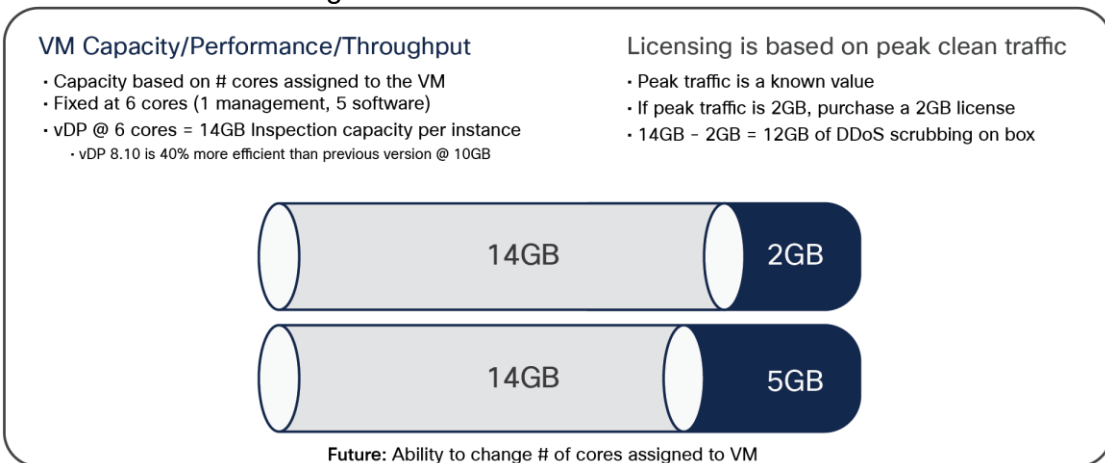 VM Capacity/Performance/Throughput
· Capacity based on # cores assigned to the VM
· Fixed at 6 cores (1 management, 5 software)
· vDP @ 6 cores = 14GB Inspection capacity per instance
· vDP 8.10 is 40% more efficient than previous version @ 10GB
Licensing is based on peak clean traffic
· Peak traffic is a known value
· If peak traffic is 2GB, purchase a 2GB license
· 14GB - 2GB = 12GB of DDoS scrubbing on box
14GB 2GB
14GB 5GB
Future: Ability to change # of cores assigned to VM